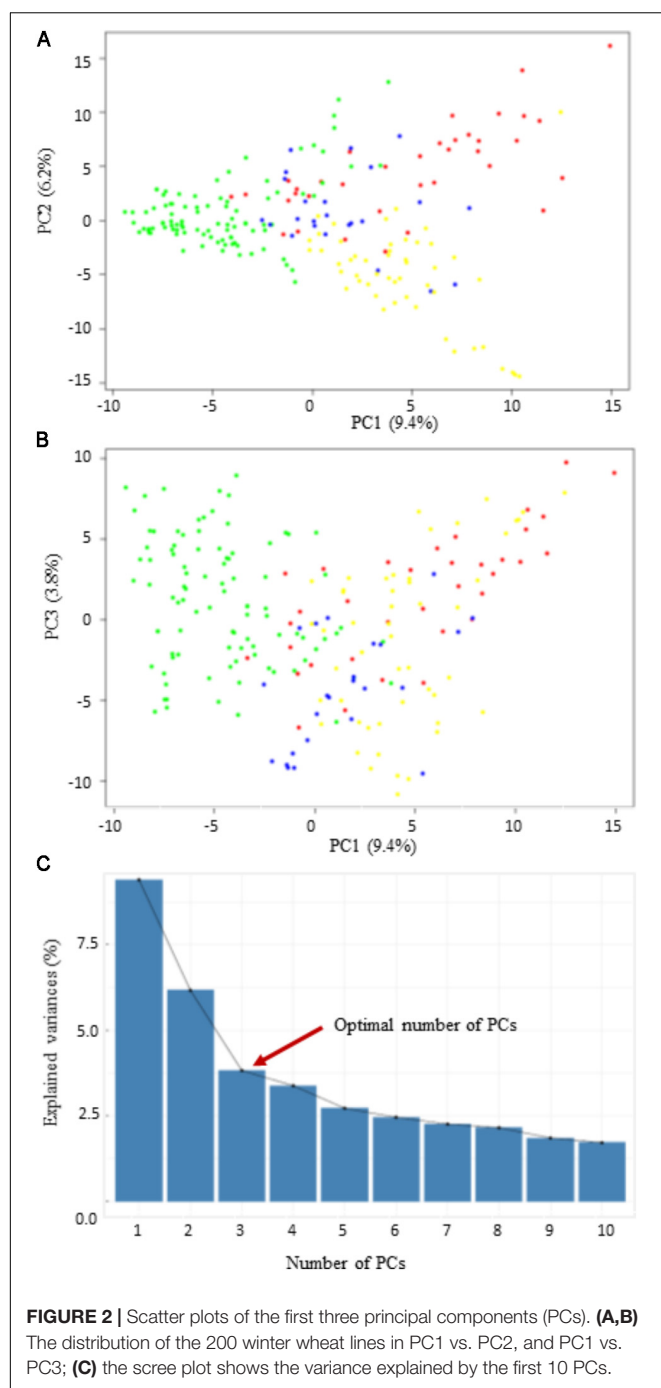 A
15
10
5
0
-5
-10
-15
PC2 (6.2%)
-10 -5 0 5 10 15
PC1 (9.4%)
B
10
5
0
-5
-10
PC3 (3.8%)
-10 -5 0 5 10 15
PC1 (9.4%)
C
7.5
5.0
2.5
0.0
Explained variances (%)
Optimal number of PCs
1 2 3 4 5 6 7 8 9 10
Number of PCs
FIGURE 2 | Scatter plots of the first three principal components (PCs). (A,B)
The distribution of the 200 winter wheat lines in PC1 vs. PC2, and PC1 vs.
PC3; (C) the scree plot shows the variance explained by the first 10 PCs.